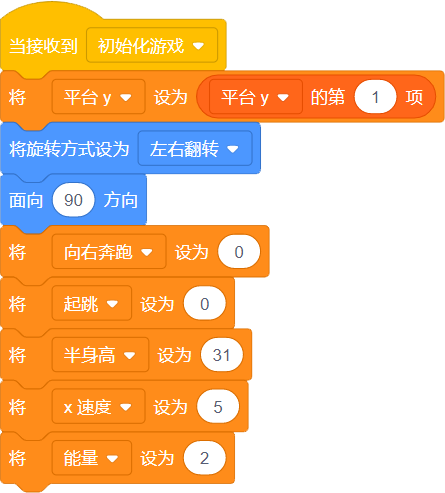 当接收到 初始化游戏
将 平台 y 设为 平台 y 的第 1 项
将旋转方式设为 左右翻转
面向 90 方向
将 向右奔跑 设为 0
将 起跳 设为 0
将 半身高 设为 31
将 x 速度 设为 5
将 能量 设为 2